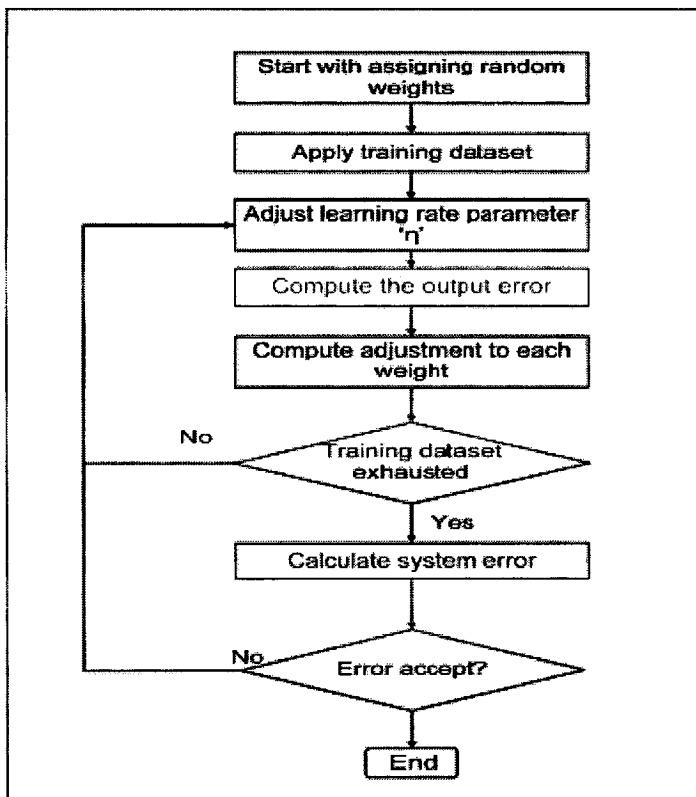 Start with assigning random
weights
Apply training dataset
Adjust learning rate parameter
'η'
Compute the output error
Compute adjustment to each
weight
No
Training dataset
exhausted
Yes
Calculate system error
No
Error accept?
End